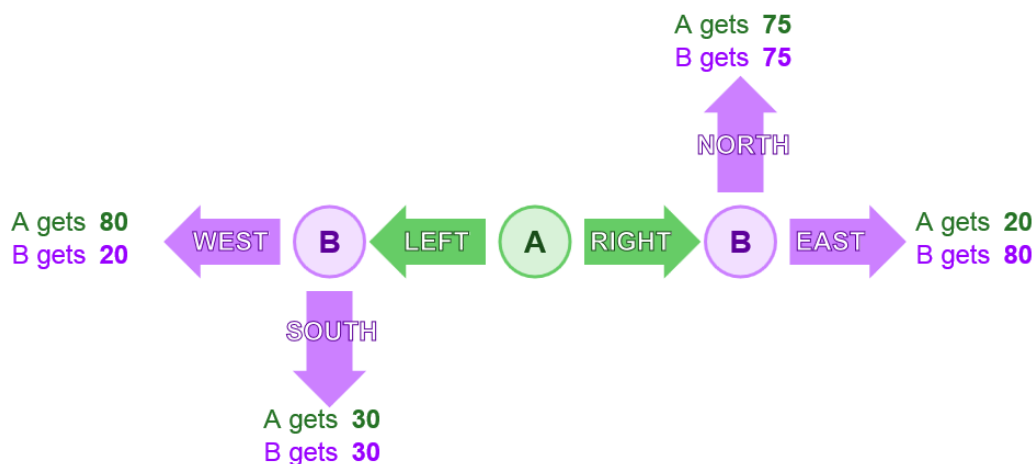 A gets 75
B gets 75
NORTH
A gets 80
B gets 20
WEST
B
LEFT
A
RIGHT
B
EAST
A gets 20
B gets 80
SOUTH
A gets 30
B gets 30